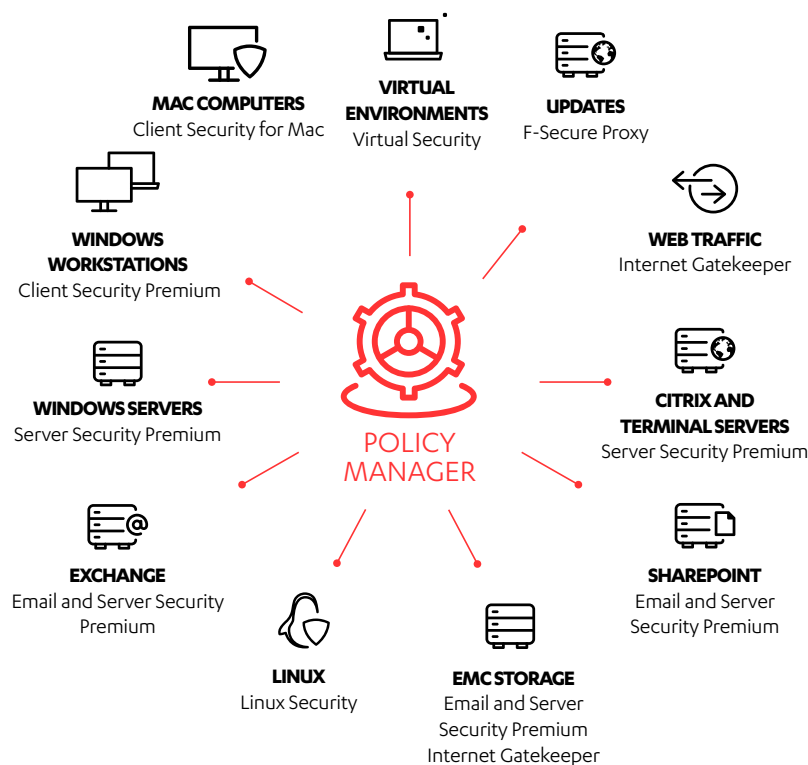 MAC COMPUTERS
Client Security for Mac
VIRTUAL
ENVIRONMENTS
Virtual Security
UPDATES
F-Secure Proxy
WINDOWS
WORKSTATIONS
Client Security Premium
WEB TRAFFIC
Internet Gatekeeper
WINDOWS SERVERS
Server Security Premium
POLICY
MANAGER
CITRIX AND
TERMINAL SERVERS
Server Security Premium
EXCHANGE
Email and Server Security
Premium
@
SHAREPOINT
Email and Server
Security Premium
LINUX
Linux Security
EMC STORAGE
Email and Server
Security Premium
Internet Gatekeeper